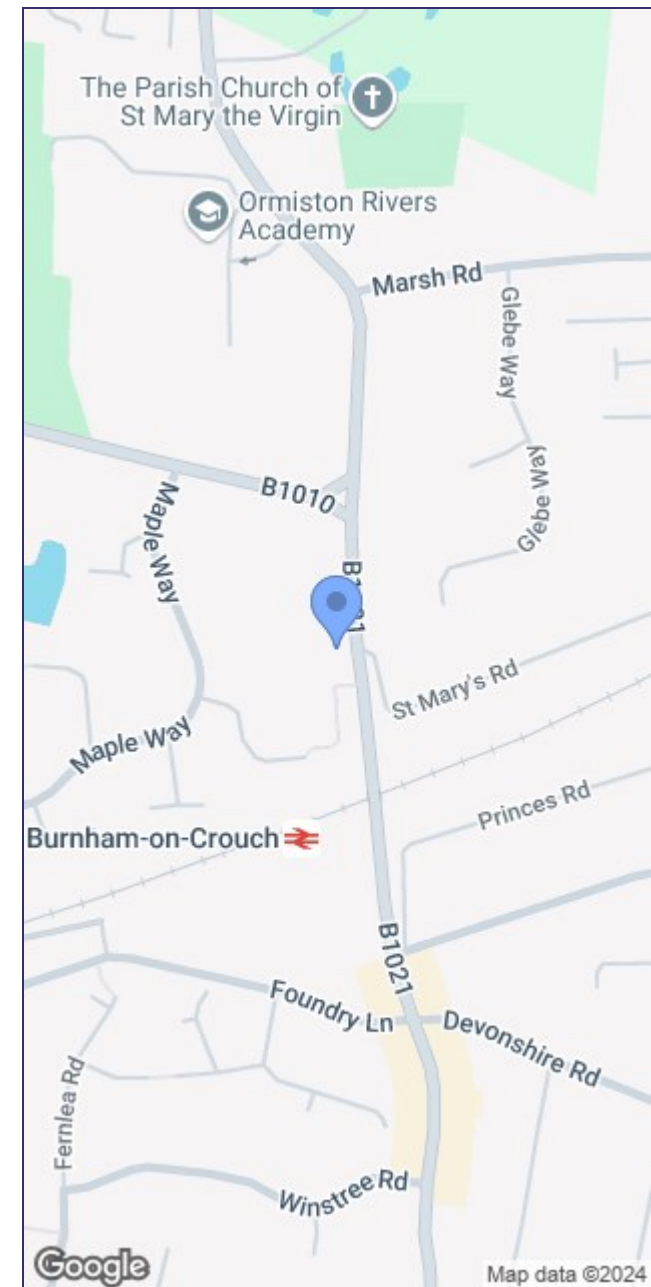 The Parish Church of
St Mary the Virgin
Ormiston Rivers
Academy
Marsh Rd
Glebe Way
Glebe Way
B1010
Maple Way
St Mary's Rd
Maple Way
Princes Rd
Burnham-on-Crouch
B1021
Foundry Ln
Devonshire Rd
Fernlea Rd
Winstree Rd
Google
Map data ©2024